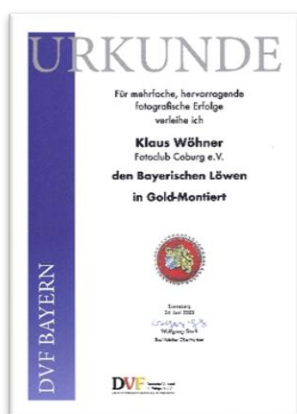 URKUNDE
Für mehrfache, hervorragende
fotografische Erfolge
verleihe ich
Klaus Wöhner
Fotoclub Coburg e.V.
den Bayerischen Löwen
in Gold-Montiert
DVF BAYERN
Wolfgang
DVF